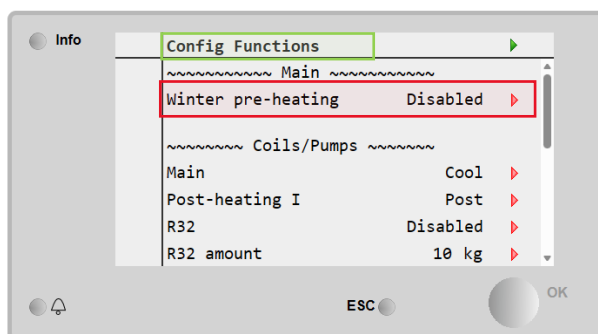 Info
Config Functions
~~~~~~~~~~~ Main ~~~~~~~~~~~
Winter pre-heating Disabled
~~~~~~~~ Coils/Pumps ~~~~~~~
Main Cool
Post-heating I Post
R32 Disabled
R32 amount 10 kg
ESC
OK